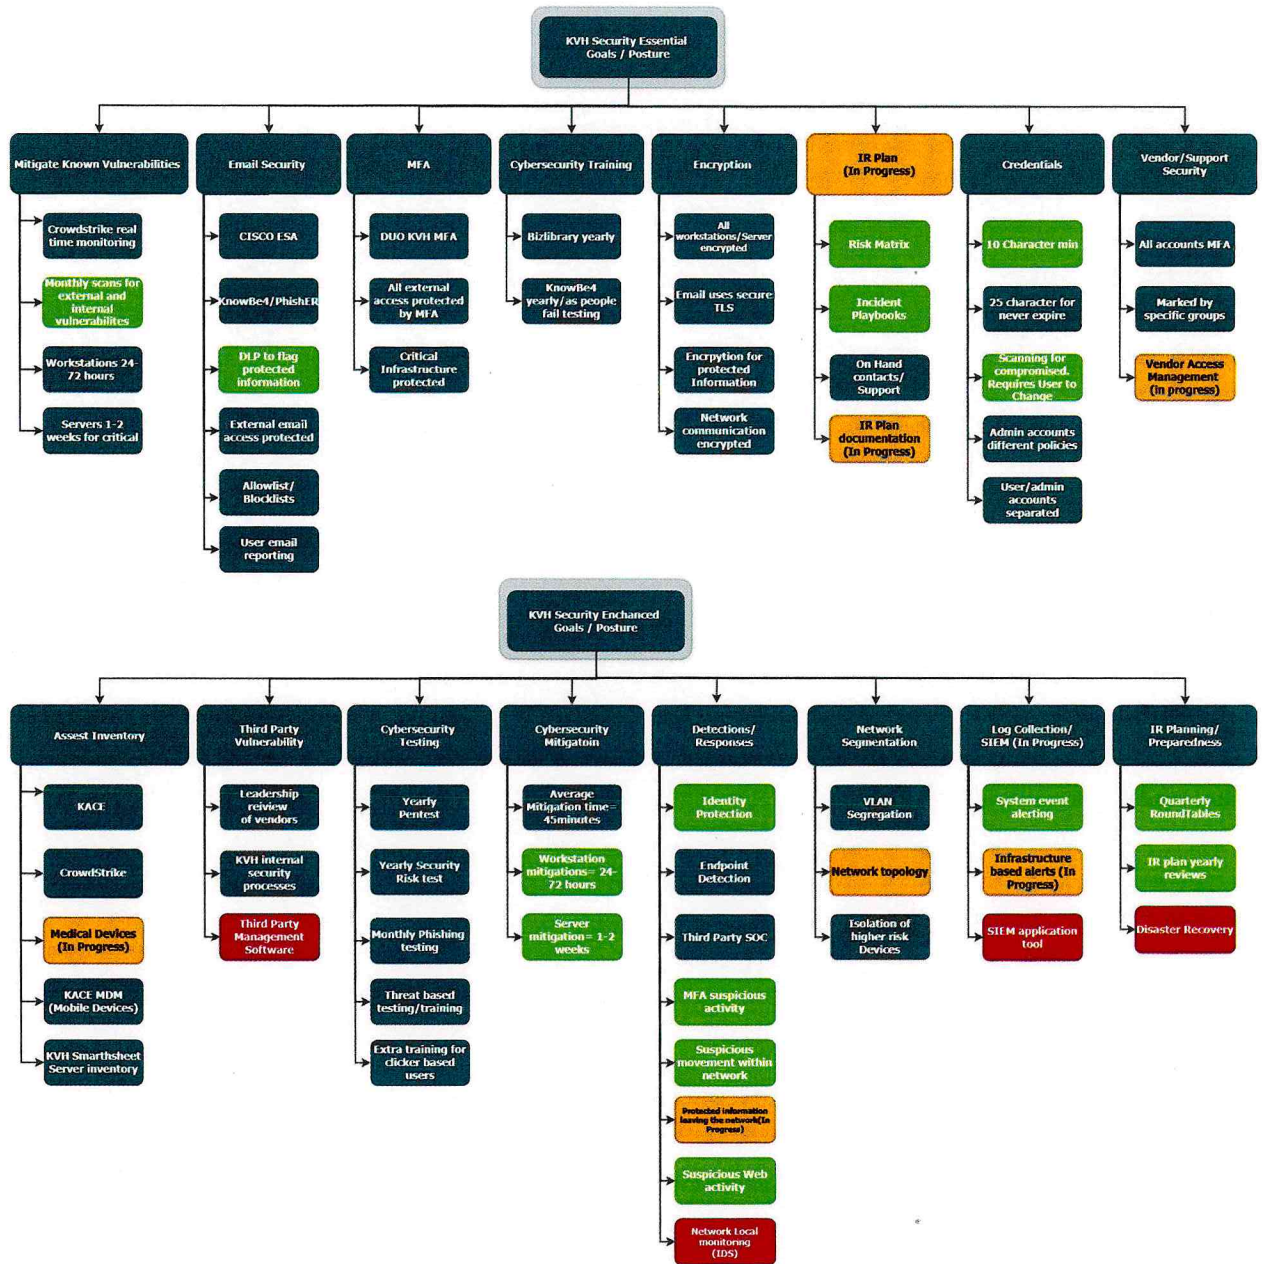 KVH Security Essential
Goals / Posture
Mitigate Known Vulnerabilities
Crowdstrike real
time monitoring
Monthly scans for
external and
internal
vulnerabilites
Workstations 24-
72 hours
Servers 1-2
weeks for critical
Email Security
CISCO ESA
KnowBe4/PhishER
DLP to flag
protected
information
External email
access protected
Allowlist/
Blocklists
User email
reporting
MFA
DUO KVH MFA
All external
access protected
by MFA
Critical
Infrastructure
protected
Cybersecurity Training
Bizlibrary yearly
KnowBe4
yearly/as people
fail testing
Encryption
All
workstations/Server
encrypted
Email uses secure
TLS
Encrpytion for
protected
Information
Network
communication
encrypted
IR Plan
(In Progress)
Risk Matrix
Incident
Playbooks
On Hand
contacts/
Support
IR Plan
documentation
(In Progress)
Credentials
10 Character min
25 character for
never expire
Scanning for
compromised.
Requires User to
Change
Admin accounts
different policies
User/admin
accounts
separated
Vendor/Support
Security
All accounts MFA
Marked by
specific groups
Vendor Access
Management
(In progress)
KVH Security Enchanced
Goals / Posture
Assest Inventory
KACE
CrowdStrike
Medical Devices
(In Progress)
KACE MDM
(Mobile Devices)
KVH Smarthsheet
Server inventory
Third Party
Vulnerability
Leadership
reiview
of vendors
KVH internal
security
processes
Third Party
Management
Software
Cybersecurity
Testing
Yearly
Pentest
Yearly Security
Risk test
Monthly Phishing
testing
Threat based
testing/training
Extra training for
clicker based
users
Cybersecurity
Mitigatoin
Average
Mitigation time=
45minutes
Workstation
mitigations= 24-
72 hours
Server
mitigation= 1-2
weeks
Detections/
Responses
Identity
Protection
Endpoint
Detection
Third Party SOC
MFA suspicious
activity
Suspicious
movement within
network
Protected information
leaving the network(In
Progress)
Suspicious Web
activity
Network Local
monitoring
(IDS)
Network
Segmentation
VLAN
Segregation
Network topology
Isolation of
higher risk
Devices
Log Collection/
SIEM (In Progress)
System event
alerting
Infrastructure
based alerts (In
Progress)
SIEM application
tool
IR Planning/
Preparedness
Quarterly
RoundTables
IR plan yearly
reviews
Disaster Recovery